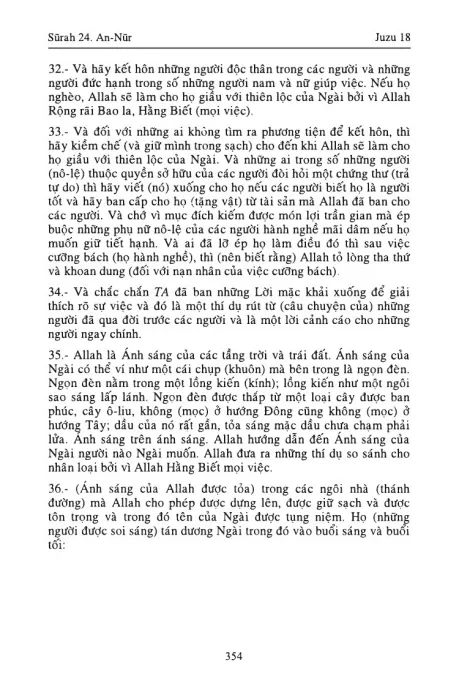 Sūrah 24. An-Nūr Juzu 18
32.- Và hãy kết hôn những người độc thân trong các người và những
người đức hạnh trong số những người nam và nữ giúp việc. Nếu họ
nghèo, Allah sẽ làm cho họ giầu với thiên lộc của Ngài bởi vì Allah
Rộng rãi Bao la, Hằng Biết (mọi việc).
33.- Và đối với những ai không tìm ra phương tiện để kết hôn, thì
hãy kiềm chế (và giữ mình trong sạch) cho đến khi Allah sẽ làm cho
họ giầu với thiên lộc của Ngài. Và những ai trong số những người
(nô-lệ) thuộc quyền sở hữu của các người đòi hỏi một chứng thư (trả
tự do) thì hãy viết (nó) xuống cho họ nếu các người biết họ là người
tốt và hãy ban cấp cho họ (tặng vật) từ tài sản mà Allah đã ban cho
các người. Và chớ vì mục đích kiếm được món lợi trần gian mà ép
buộc những phụ nữ nô-lệ của các người hành nghề mãi dâm nếu họ
muốn giữ tiết hạnh. Và ai đã lỡ ép họ làm điều đó thì sau việc
cưỡng bách (họ hành nghề), thì (nên biết rằng) Allah tỏ lòng tha thứ
và khoan dung (đối với nạn nhân của việc cưỡng bách).
34.- Và chắc chắn TA đã ban những Lời mặc khải xuống để giải
thích rõ sự việc và đó là một thí dụ rút từ (câu chuyện của) những
người đã qua đời trước các người và là một lời cảnh cáo cho những
người ngay chính.
35.- Allah là Ánh sáng của các tầng trời và trái đất. Ánh sáng của
Ngài có thể ví như một cái chụp (khuôn) mà bên trong là ngọn đèn.
Ngọn đèn nằm trong một lồng kiến (kính); lồng kiến như một ngôi
sao sáng lấp lánh. Ngọn đèn được thắp từ một loại cây được ban
phúc, cây ô-liu, không (mọc) ở hướng Đông cũng không (mọc) ở
hướng Tây; dầu của nó rất gần, tỏa sáng mặc dầu chưa chạm phải
lửa. Ánh sáng trên ánh sáng. Allah hướng dẫn đến Ánh sáng của
Ngài người nào Ngài muốn. Allah đưa ra những thí dụ so sánh cho
nhân loại bởi vì Allah Hằng Biết mọi việc.
36.- (Ánh sáng của Allah được tỏa) trong các ngôi nhà (thánh
đường) mà Allah cho phép được dựng lên, được giữ sạch và được
tôn trọng và trong đó tên của Ngài được tụng niệm. Họ (những
người được soi sáng) tán dương Ngài trong đó vào buổi sáng và buổi
tối:
354